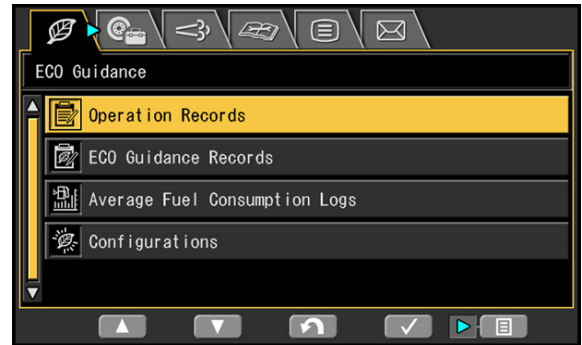 ECO Guidance
Operation Records
ECO Guidance Records
Average Fuel Consumption Logs
Configurations